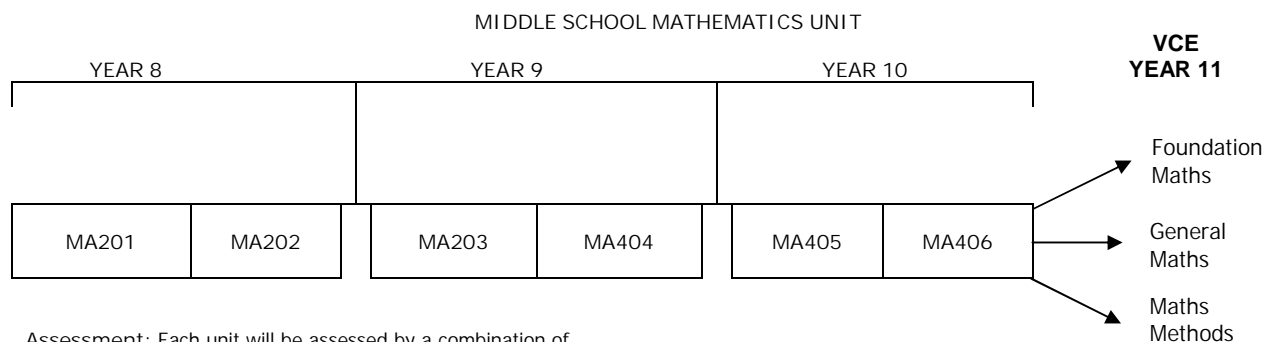 MIDDLE SCHOOL MATHEMATICS UNIT
VCE
YEAR 11
YEAR 8
YEAR 9
YEAR 10
Foundation
Maths
MA201
MA202
MA203
MA404
MA405
MA406
General
Maths
Maths
Methods
Assessment: Each unit will be assessed by a combination of